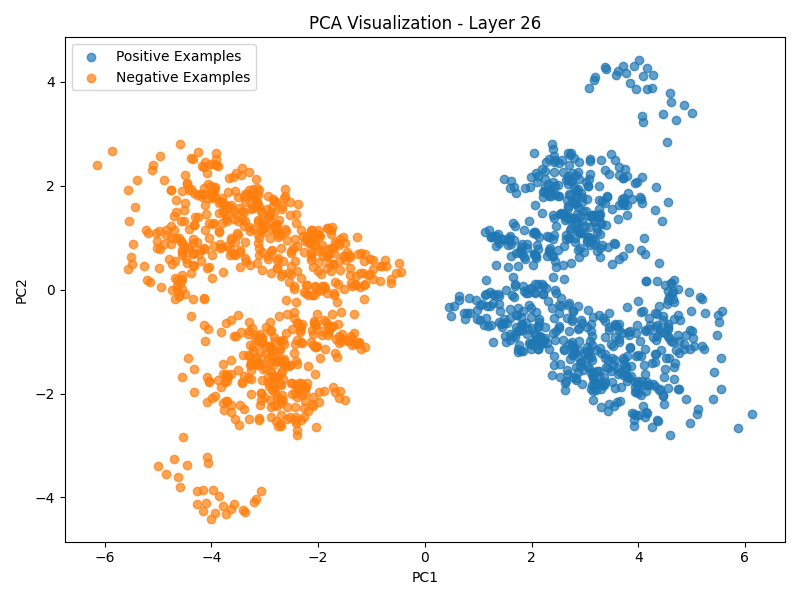 PCA Visualization - Layer 26
Positive Examples
Negative Examples
4
2
0
−2
−4
PC2
−6
−4
−2
0
2
4
6
PC1